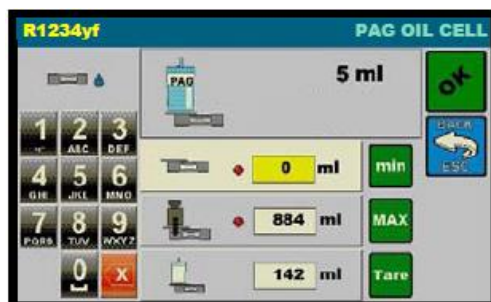 R1234yf PAG OIL CELL
PAG
5 ml
OK
BACK
ESC
1 2 ABC 3 DEF
4 GHI 5 JKL 6 MNO
7 PQRS 8 TUV 9 WXYZ
0 X
0 ml min
884 ml MAX
142 ml Tare